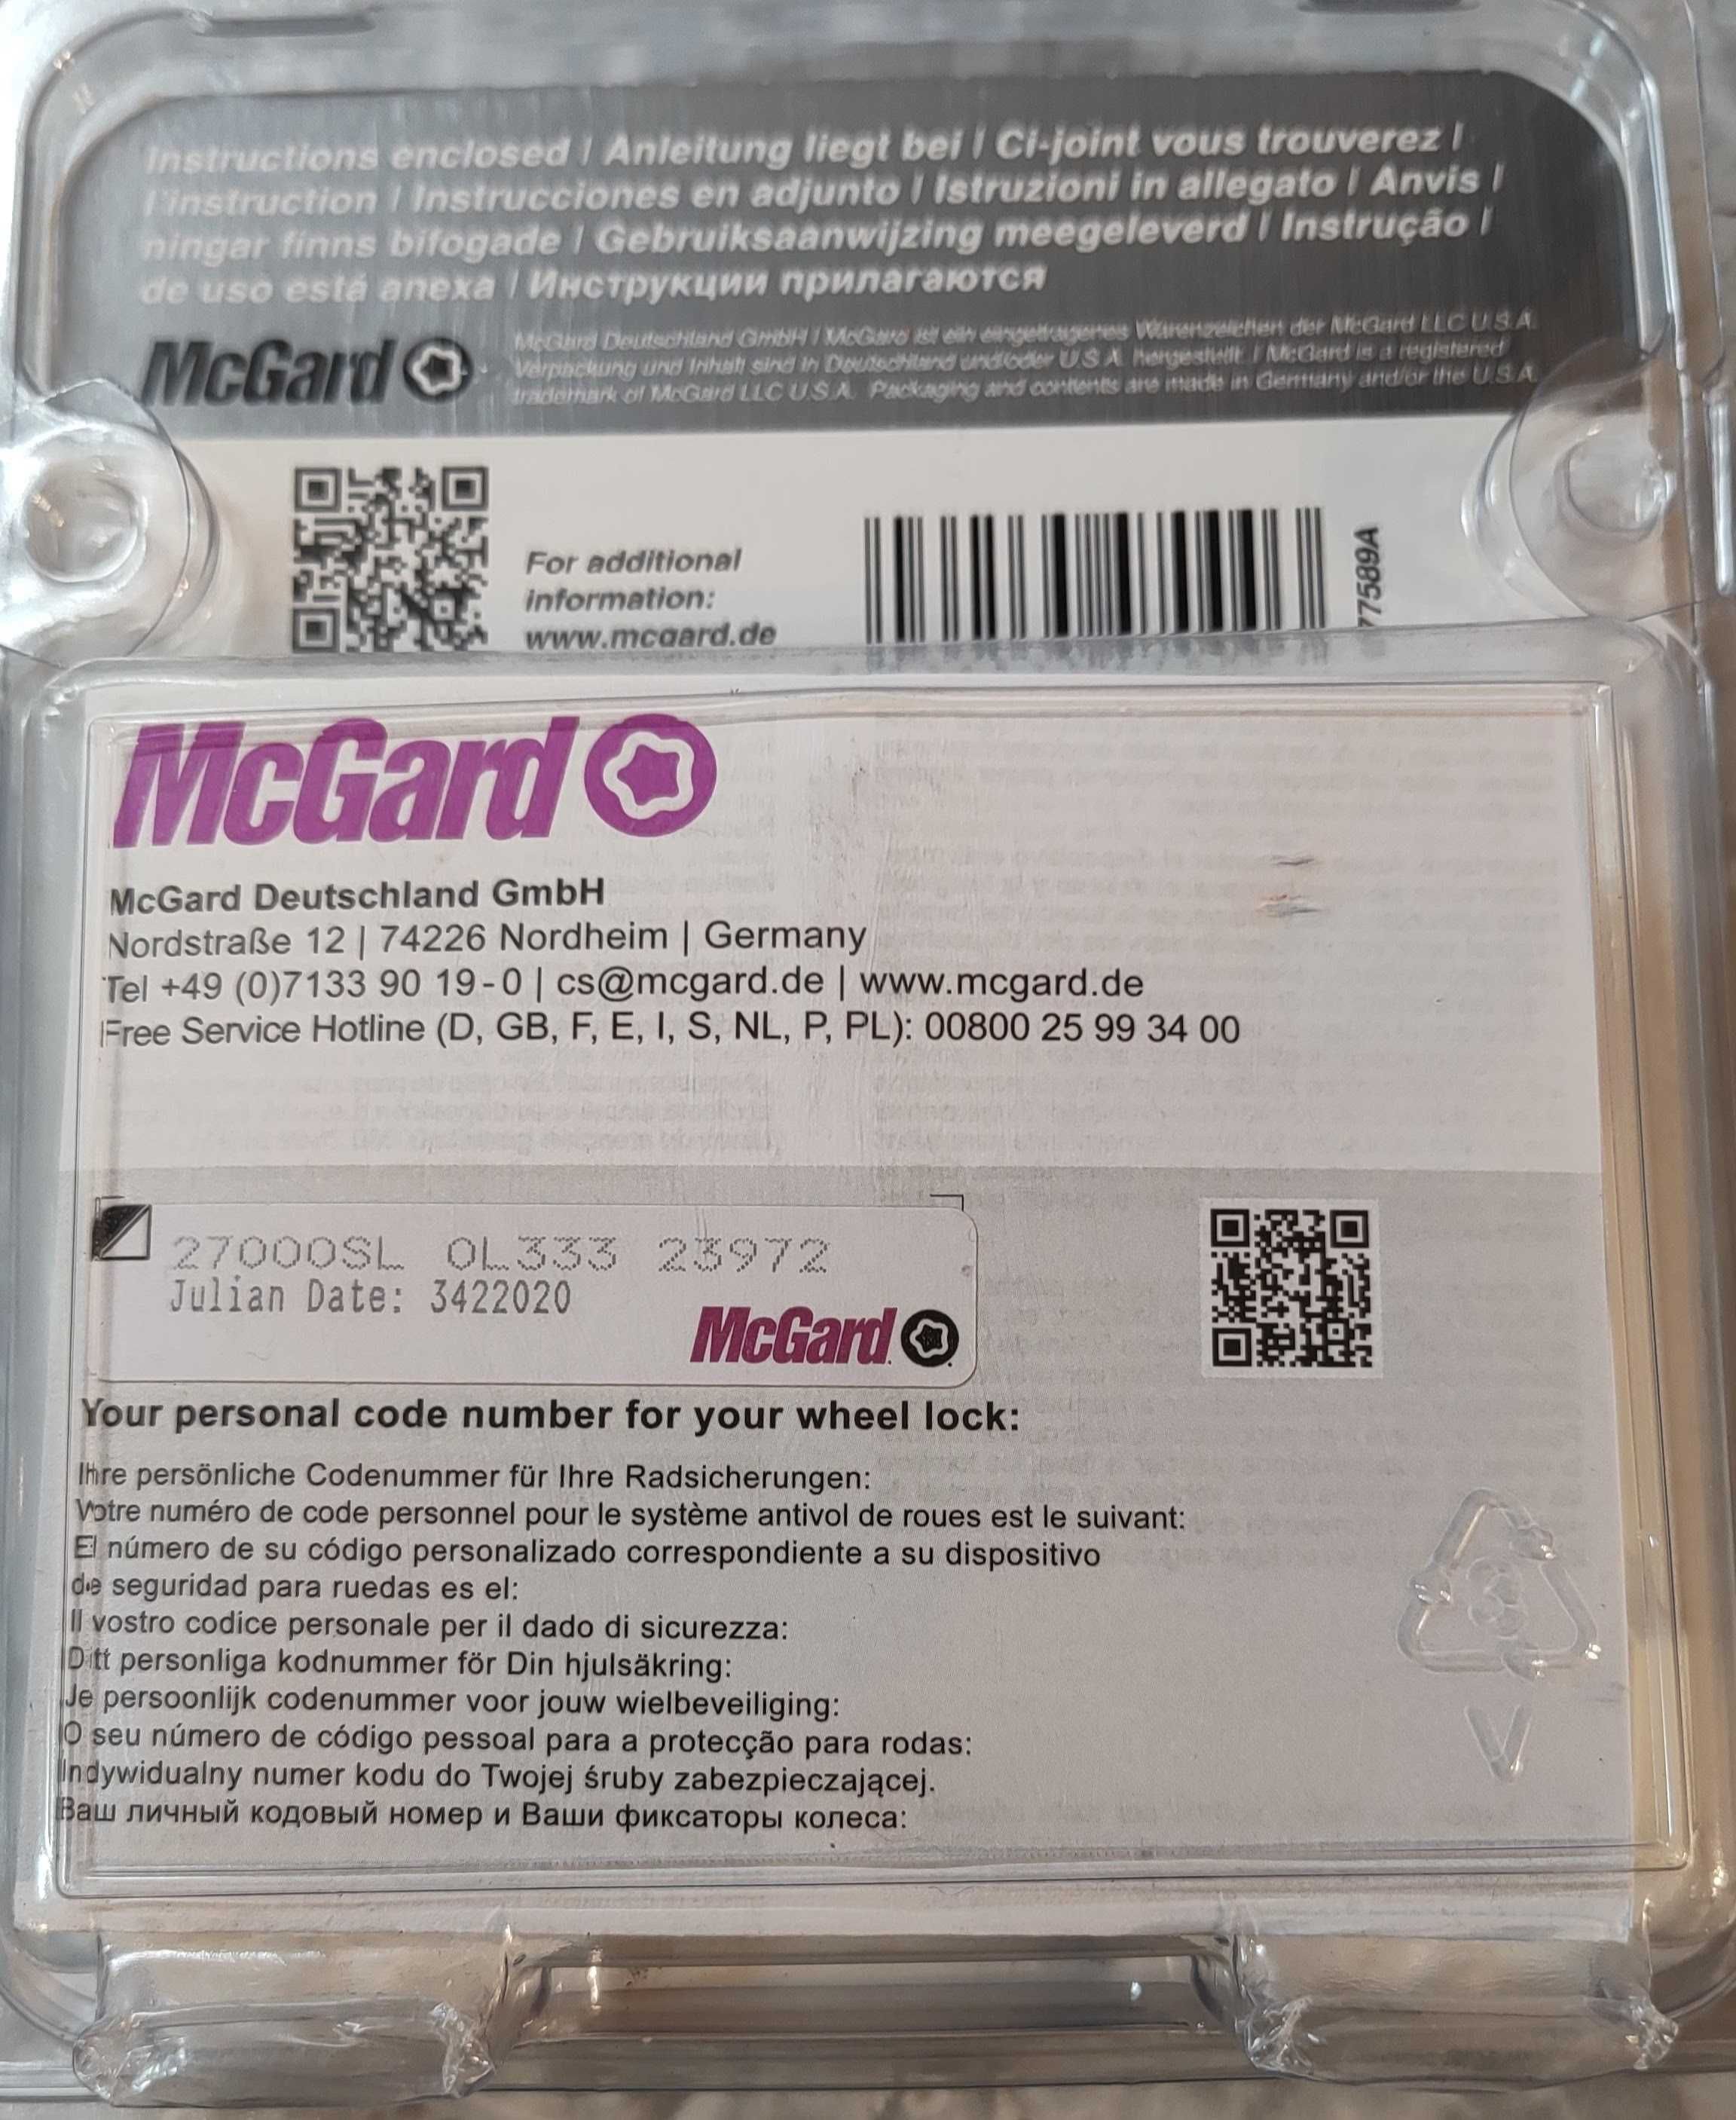 Instructions enclosed | Anleitung liegt bei | Ci-joint vous trouverez |
l'instruction | Instrucciones en adjunto | Istruzioni in allegato | Anvis |
ningar finns bifogade | Gebruiksaanwijzing meegeleverd | Instrução |
de uso está anexa | Инструкции прилагаются
McGard
McGard Deutschland GmbH | McGard ist ein eingetragenes Warenzeichen der McGard LLC U.S.A.
Verpackung und Inhalt sind in Deutschland und/oder U.S.A. hergestellt. | McGard is a registered
trademark of McGard LLC U.S.A. Packaging and contents are made in Germany and/or the U.S.A.
For additional
information:
www.mcgard.de
77589A
McGard
McGard Deutschland GmbH
Nordstraße 12 | 74226 Nordheim | Germany
Tel +49 (0)7133 90 19-0 | cs@mcgard.de | www.mcgard.de
Free Service Hotline (D, GB, F, E, I, S, NL, P, PL): 00800 25 99 34 00
27000SL 0L333 23972
Julian Date: 3422020
McGard
Your personal code number for your wheel lock:
Ihre persönliche Codenummer für Ihre Radsicherungen:
Votre numéro de code personnel pour le système antivol de roues est le suivant:
El número de su código personalizado correspondiente a su dispositivo
de seguridad para ruedas es el:
Il vostro codice personale per il dado di sicurezza:
Ditt personliga kodnummer för Din hjulsäkring:
Je persoonlijk codenummer voor jouw wielbeveiliging:
O seu número de código pessoal para a protecção para rodas:
Indywidualny numer kodu do Twojej śruby zabezpieczającej.
Ваш личный кодовый номер и Ваши фиксаторы колеса:
3
V